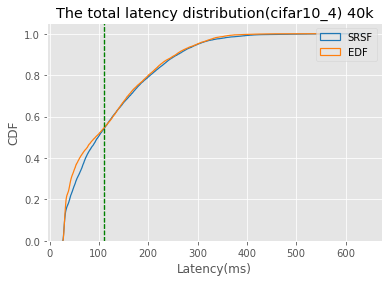 The total latency distribution(cifar10_4) 40k
1.0
0.8
0.6
0.4
0.2
0.0
CDF
SRSF
EDF
0 100 200 300 400 500 600
Latency(ms)